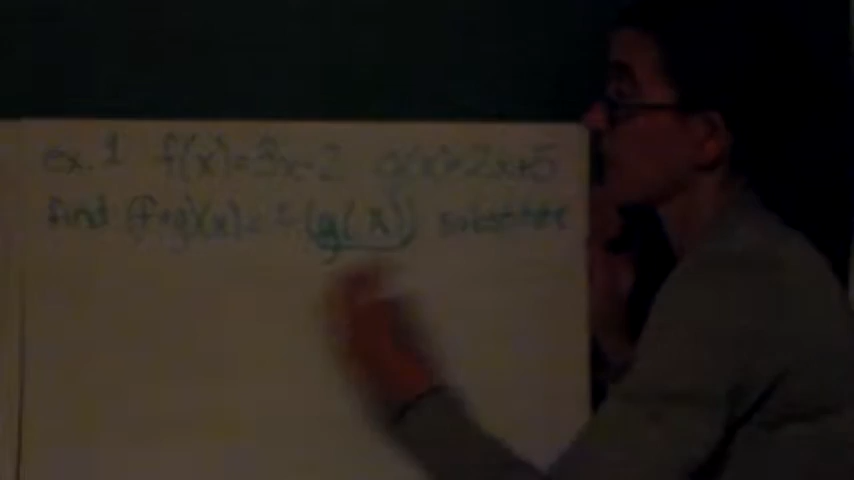 ex. 1 f(x)=3x-2 g(x)=2x+5
find (f∘g)(x)= f(g(x)) substitute